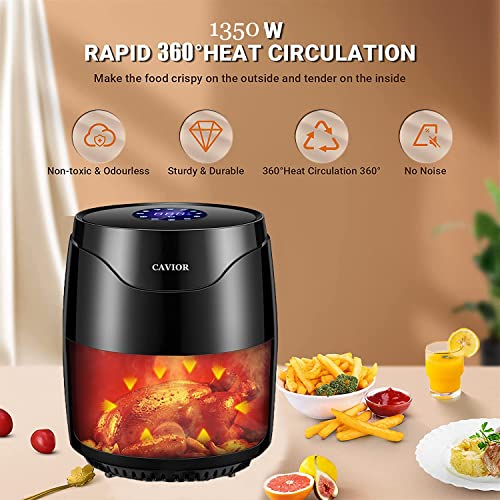 1350 W
RAPID 360°HEAT CIRCULATION
Make the food crispy on the outside and tender on the inside
Non-toxic & Odourless
Sturdy & Durable
360°Heat Circulation 360°
No Noise
CAVIOR